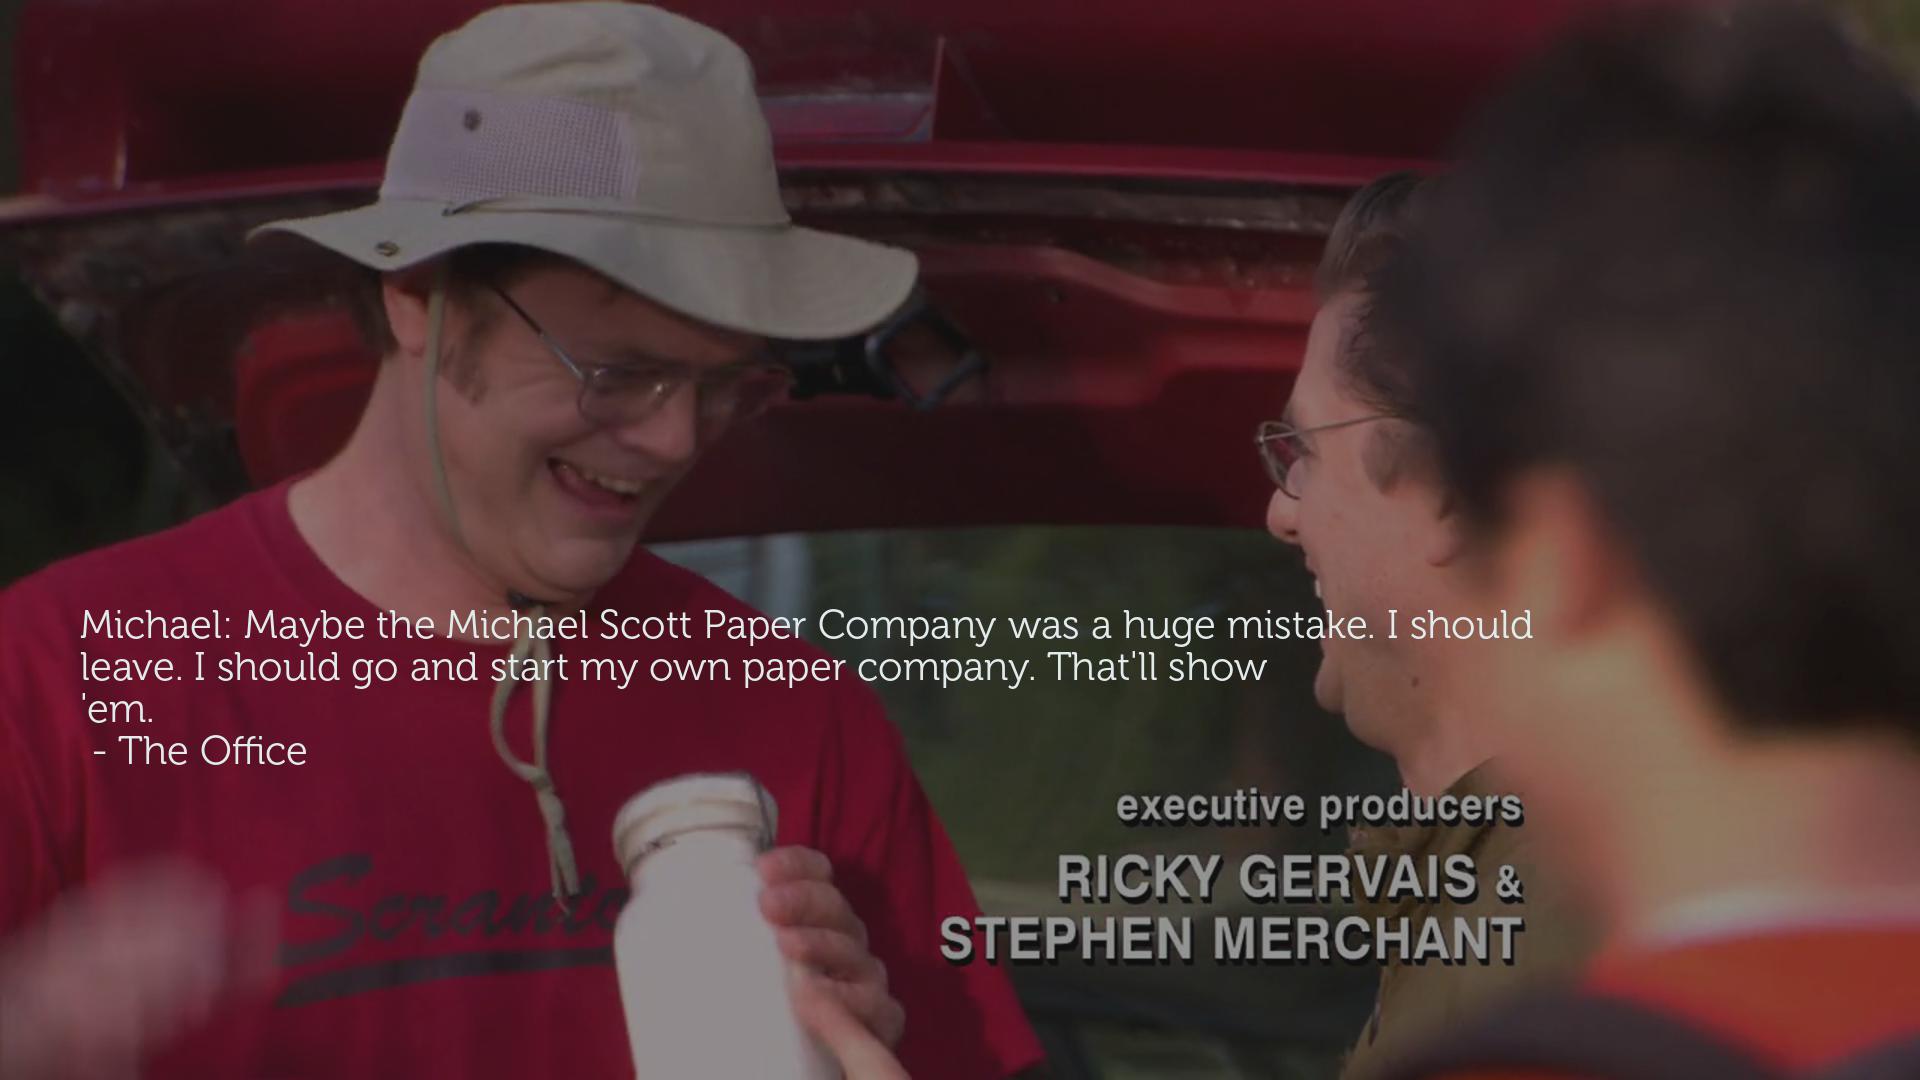 Michael: Maybe the Michael Scott Paper Company was a huge mistake. I should
leave. I should go and start my own paper company. That'll show
'em.
- The Office
executive producers
RICKY GERVAIS &
STEPHEN MERCHANT